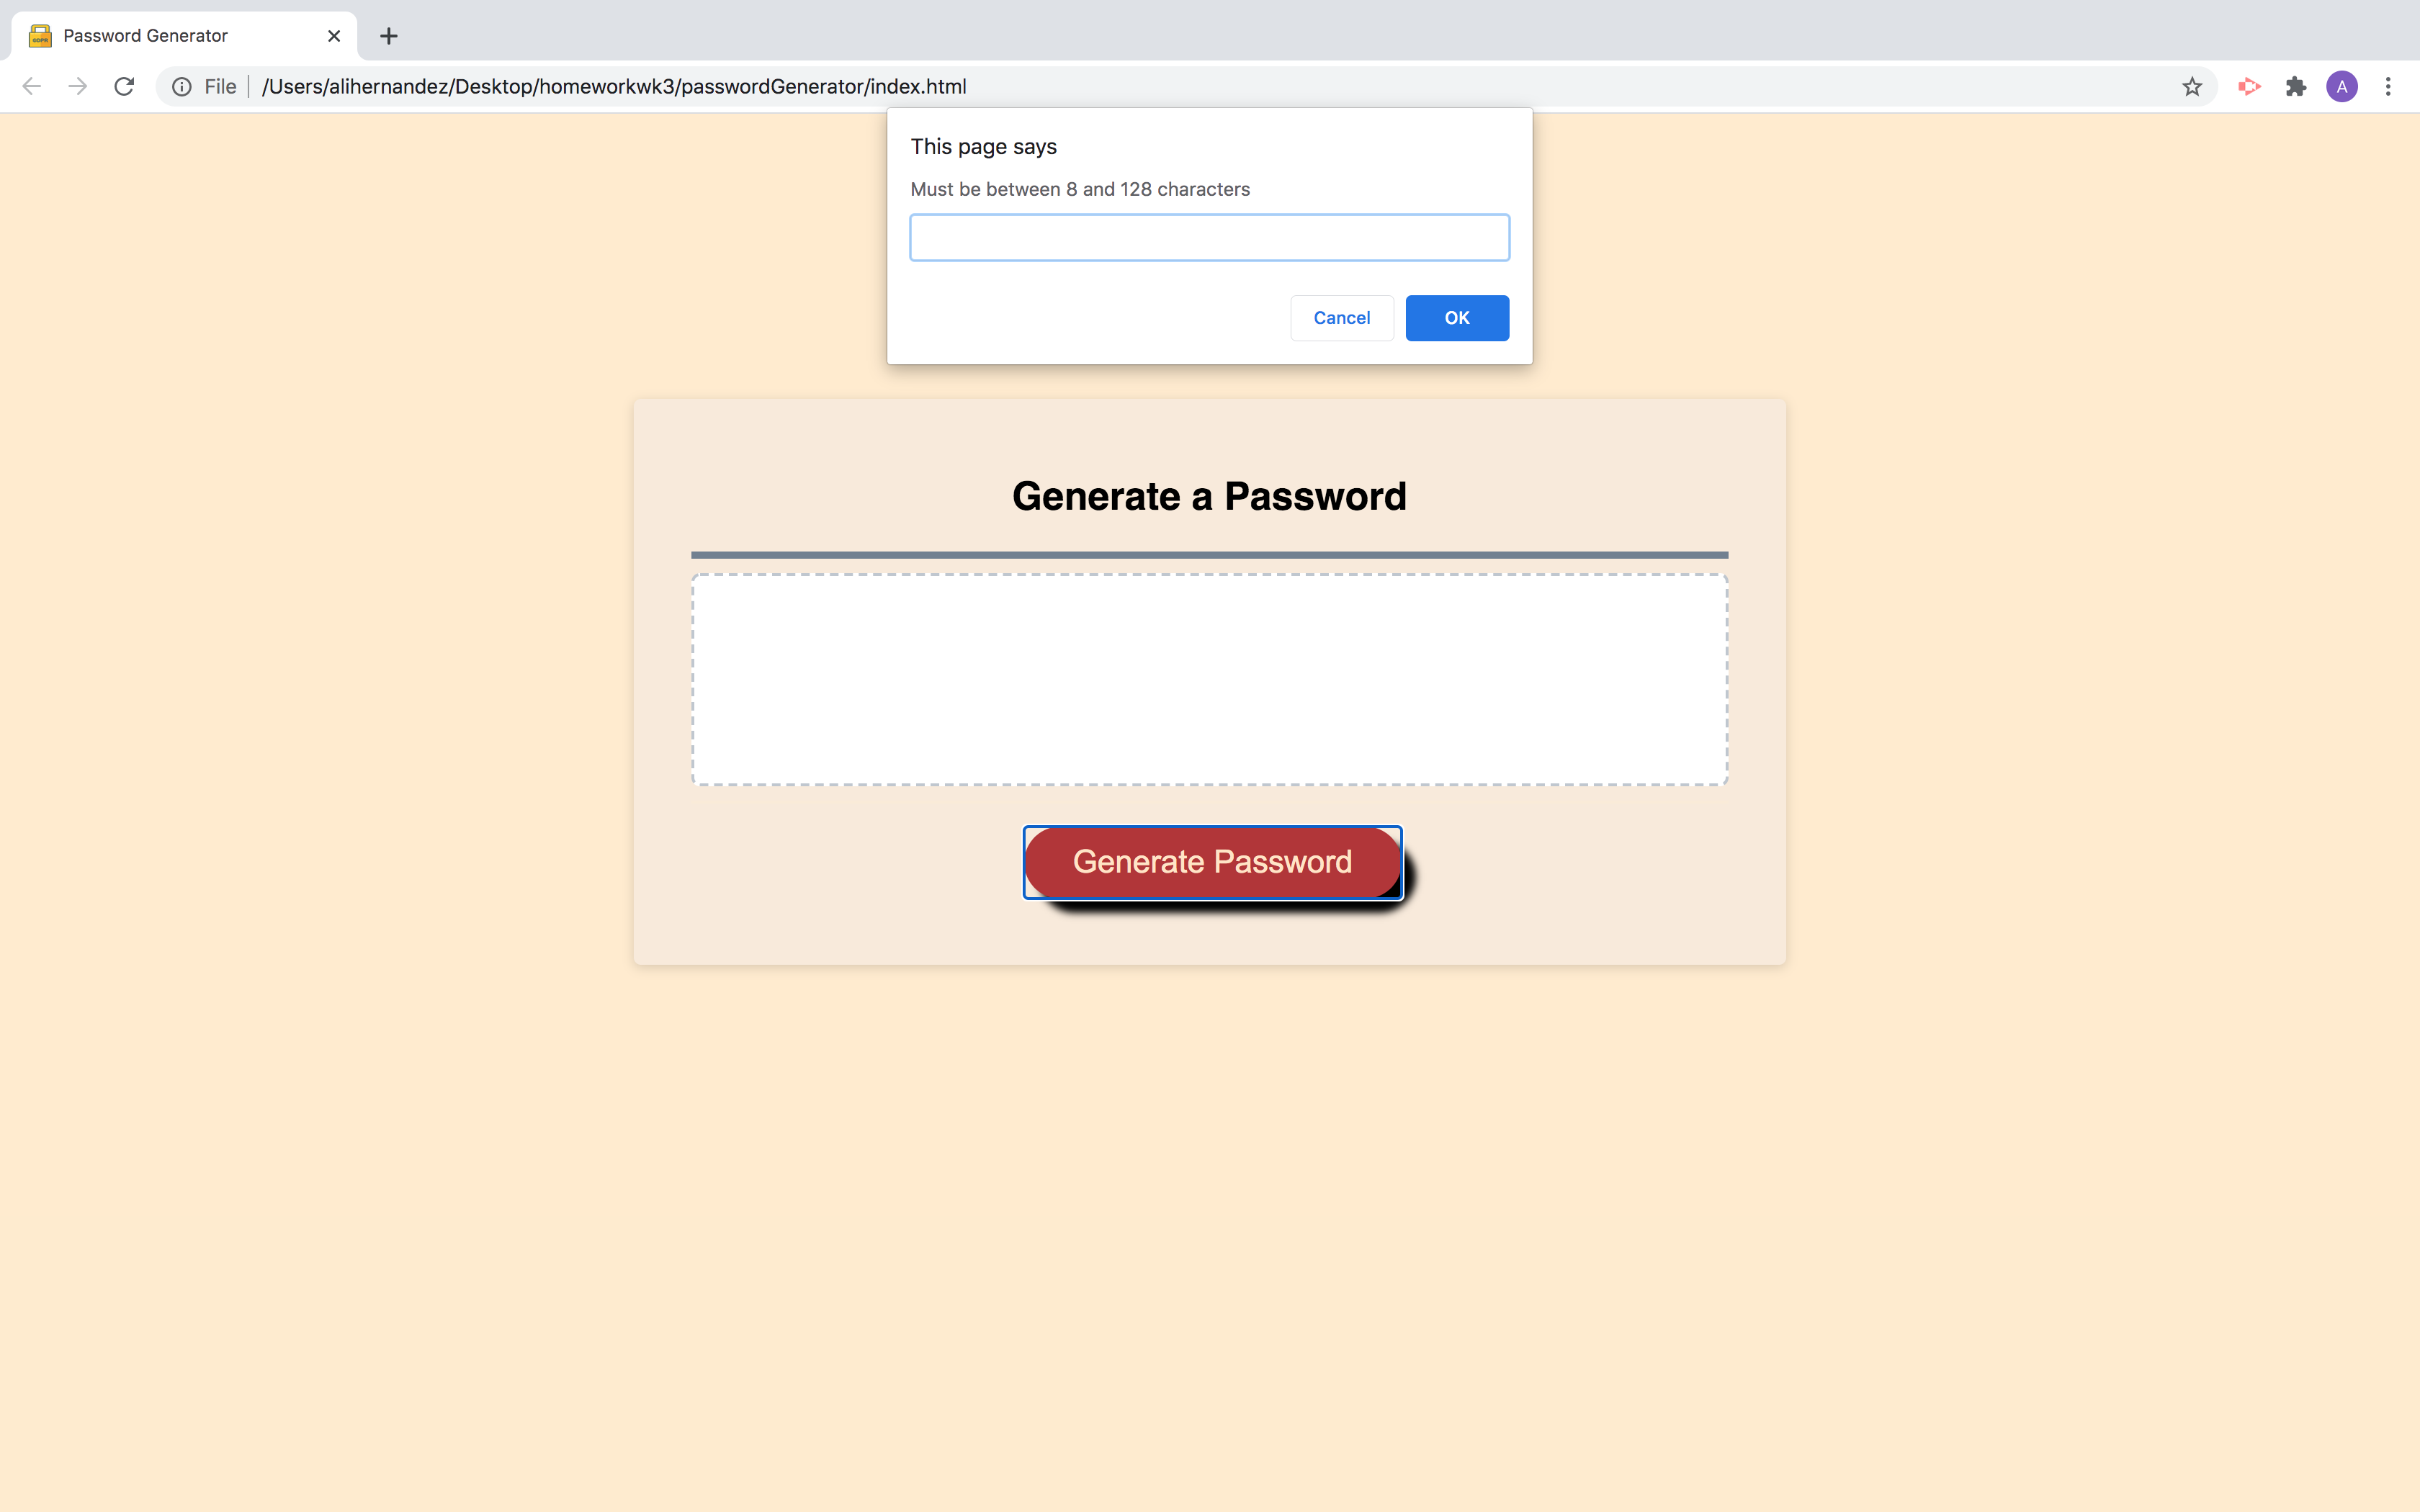 Password Generator
File /Users/alihernandez/Desktop/homeworkwk3/passwordGenerator/index.html
A
This page says
Must be between 8 and 128 characters
Cancel OK
Generate a Password
Generate Password